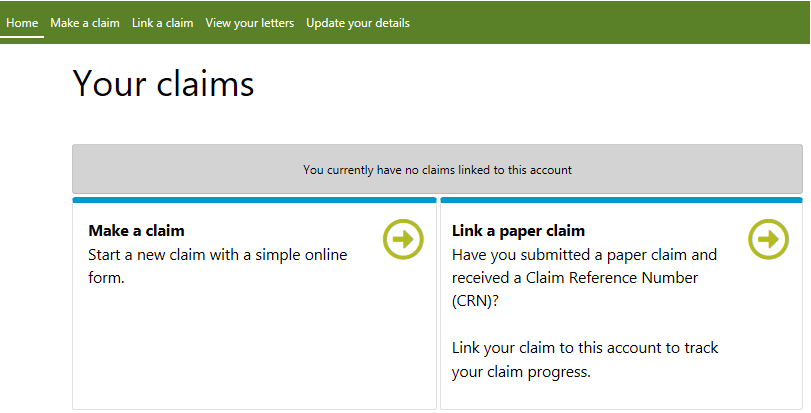 Home Make a claim Link a claim View your letters Update your details
Your claims
You currently have no claims linked to this account
Make a claim
Start a new claim with a simple online
form.
Link a paper claim
Have you submitted a paper claim and
received a Claim Reference Number
(CRN)?
Link your claim to this account to track
your claim progress.